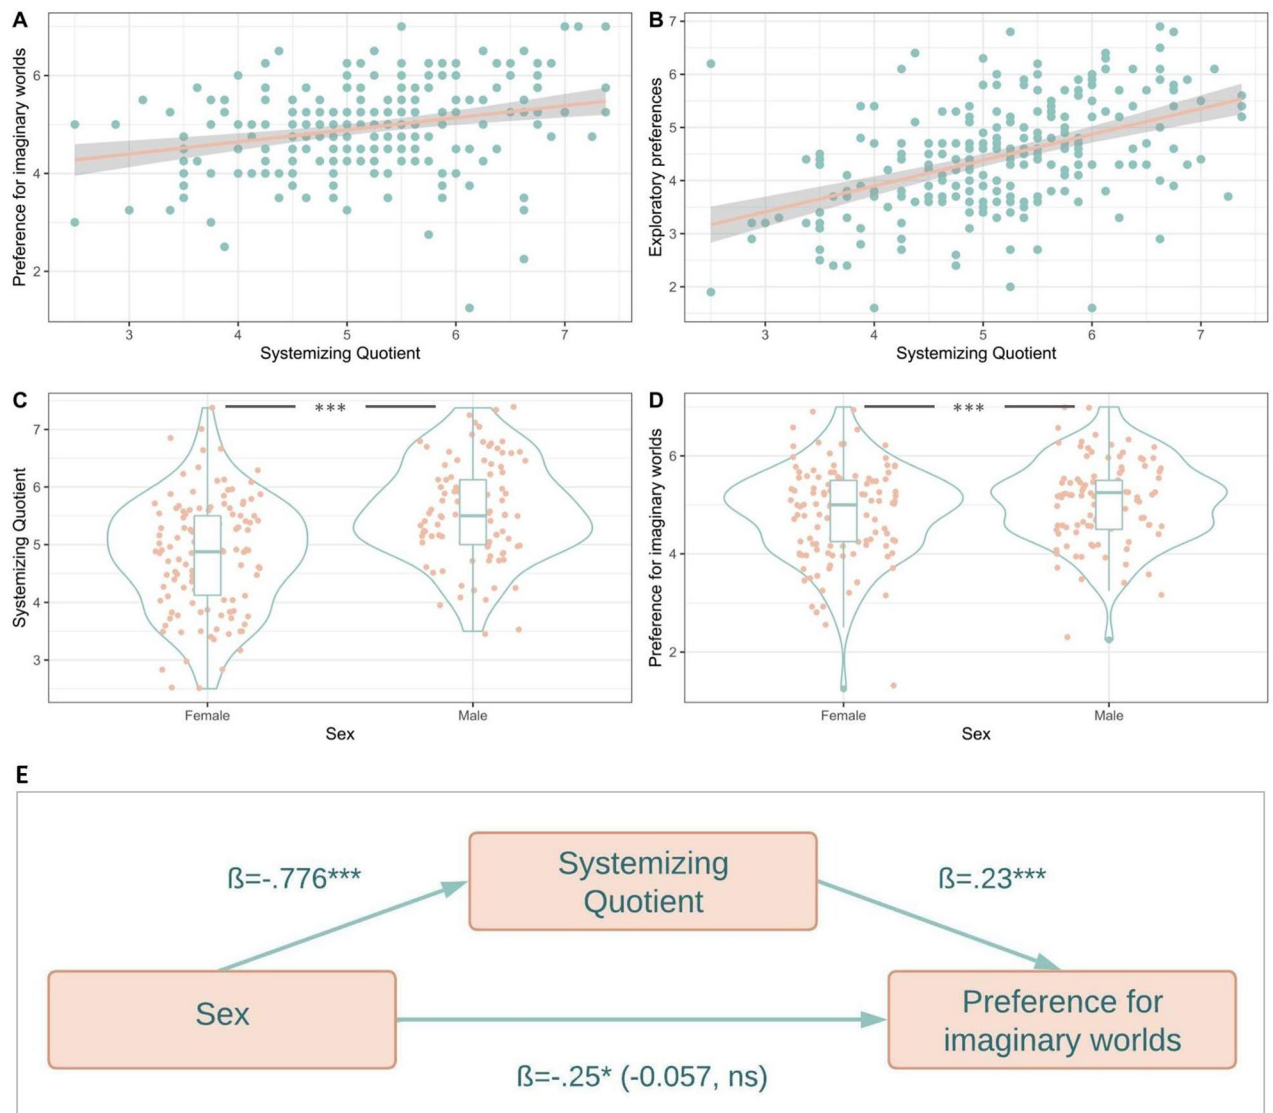 A
Preference for imaginary worlds
6
4
2
3
4
5
6
7
Systemizing Quotient
B
Exploratory preferences
7
6
5
4
3
2
3
4
5
6
7
Systemizing Quotient
C
***
Systemizing Quotient
7
6
5
4
3
Female
Male
Sex
D
***
Preference for imaginary worlds
6
4
2
Female
Male
Sex
E
ß=-.776***
Systemizing
Quotient
ß=.23***
Sex
Preference for
imaginary worlds
ß=-.25* (-0.057, ns)